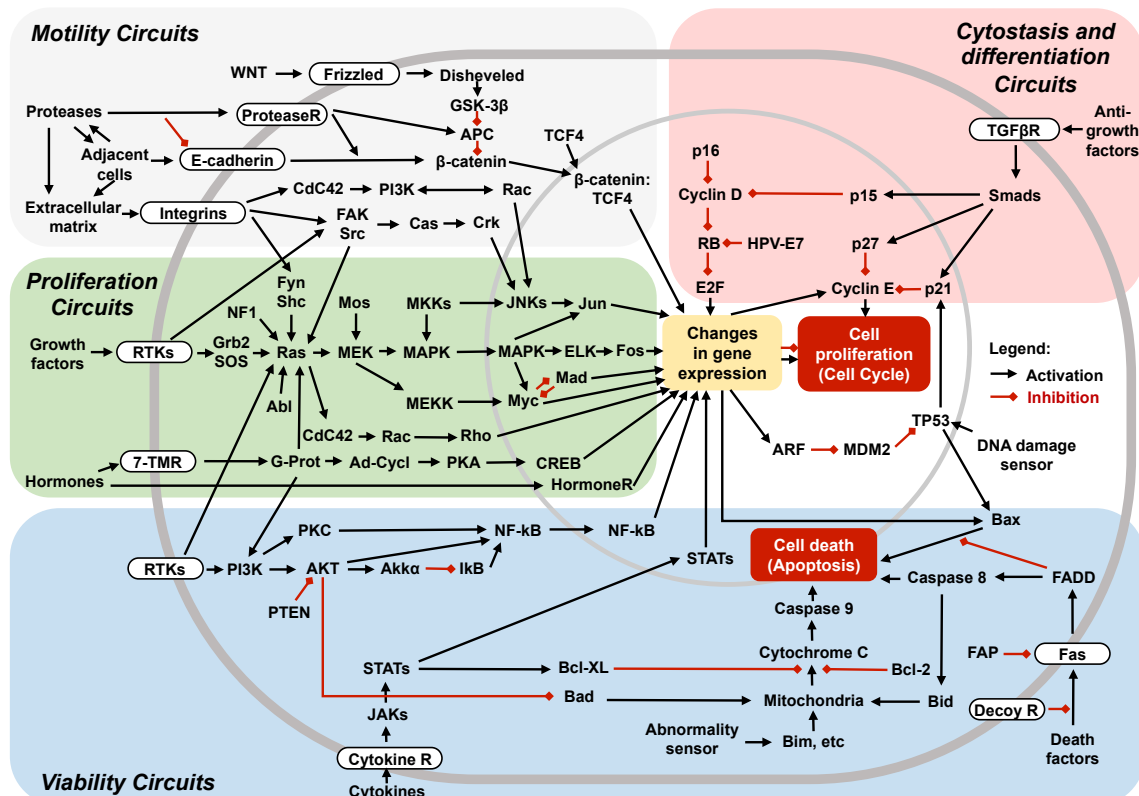 Motility Circuits
Cytostasis and
differentiation
Circuits
WNT
Frizzled
Disheveled
GSK-3β
Proteases
ProteaseR
APC
TCF4
Adjacent
cells
E-cadherin
β-catenin
β-catenin:
TCF4
CdC42
PI3K
Rac
Extracellular
matrix
Integrins
FAK
Src
Cas
Crk
p16
Cyclin D
p15
Smads
TGFβR
Anti-
growth
factors
RB
HPV-E7
p27
E2F
Cyclin E
p21
Proliferation
Circuits
Fyn
Shc
NF1
Mos
MKKs
JNKs
Jun
Growth
factors
RTKs
Grb2
SOS
Ras
MEK
MAPK
MAPK
ELK
Fos
Changes
in gene
expression
Cell
proliferation
(Cell Cycle)
Legend:
Activation
Inhibition
Abl
MEKK
Myc
Mad
CdC42
Rac
Rho
7-TMR
G-Prot
Ad-Cycl
PKA
CREB
Hormones
HormoneR
ARF
MDM2
TP53
DNA damage
sensor
PKC
NF-kB
NF-kB
Bax
RTKs
PI3K
AKT
Akkα
IkB
STATs
Cell death
(Apoptosis)
Caspase 8
FADD
PTEN
Caspase 9
STATs
Bcl-XL
Cytochrome C
Bcl-2
FAP
Fas
Bad
Mitochondria
Bid
Decoy R
JAKs
Abnormality
sensor
Bim, etc
Death
factors
Cytokine R
Cytokines
Viability Circuits